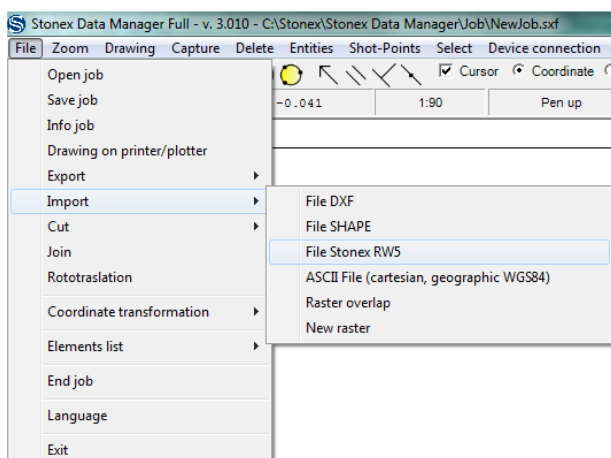 Stonex Data Manager Full - v. 3.010 - C:\Stonex\Stonex Data Manager\Job\NewJob.sxf
File Zoom Drawing Capture Delete Entities Shot-Points Select Device connection
Cursor Coordinate
-0.041 1:90 Pen up
Open job
Save job
Info job
Drawing on printer/plotter
Export
Import
Cut
Join
Rototraslation
Coordinate transformation
Elements list
End job
Language
Exit
File DXF
File SHAPE
File Stonex RW5
ASCII File (cartesian, geographic WGS84)
Raster overlap
New raster